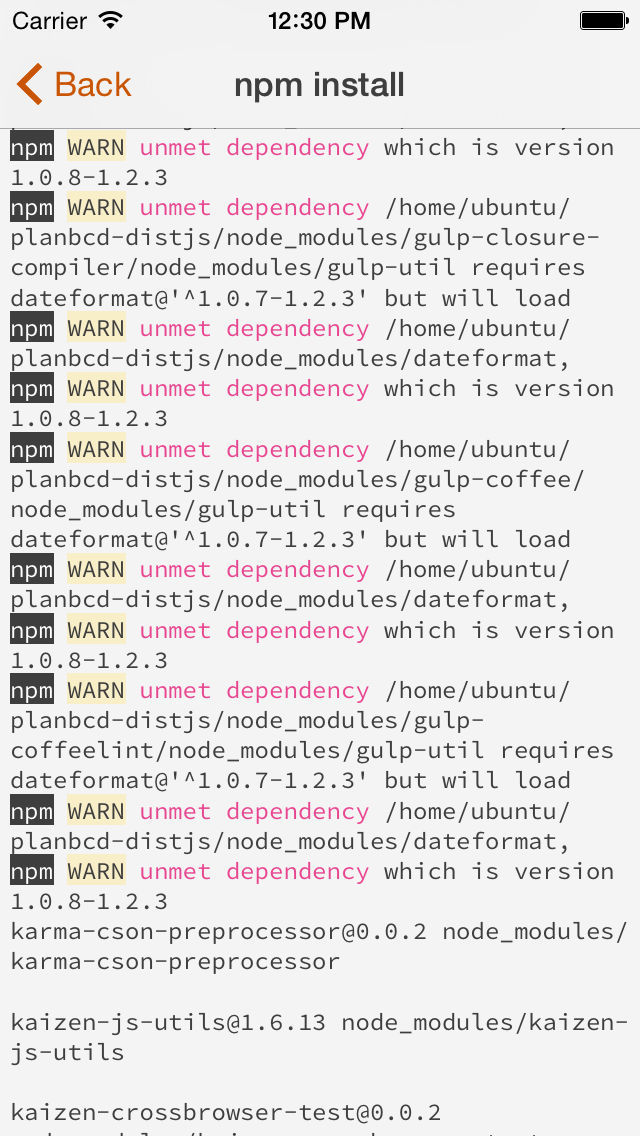 Carrier 12:30 PM
Back npm install
npm WARN unmet dependency which is version
1.0.8-1.2.3
npm WARN unmet dependency /home/ubuntu/
planbcd-distjs/node_modules/gulp-closure-
compiler/node_modules/gulp-util requires
dateformat@'^1.0.7-1.2.3' but will load
npm WARN unmet dependency /home/ubuntu/
planbcd-distjs/node_modules/dateformat,
npm WARN unmet dependency which is version
1.0.8-1.2.3
npm WARN unmet dependency /home/ubuntu/
planbcd-distjs/node_modules/gulp-coffee/
node_modules/gulp-util requires
dateformat@'^1.0.7-1.2.3' but will load
npm WARN unmet dependency /home/ubuntu/
planbcd-distjs/node_modules/dateformat,
npm WARN unmet dependency which is version
1.0.8-1.2.3
npm WARN unmet dependency /home/ubuntu/
planbcd-distjs/node_modules/gulp-
coffeelint/node_modules/gulp-util requires
dateformat@'^1.0.7-1.2.3' but will load
npm WARN unmet dependency /home/ubuntu/
planbcd-distjs/node_modules/dateformat,
npm WARN unmet dependency which is version
1.0.8-1.2.3
karma-cson-preprocessor@0.0.2 node_modules/
karma-cson-preprocessor
kaizen-js-utils@1.6.13 node_modules/kaizen-
js-utils
kaizen-crossbrowser-test@0.0.2